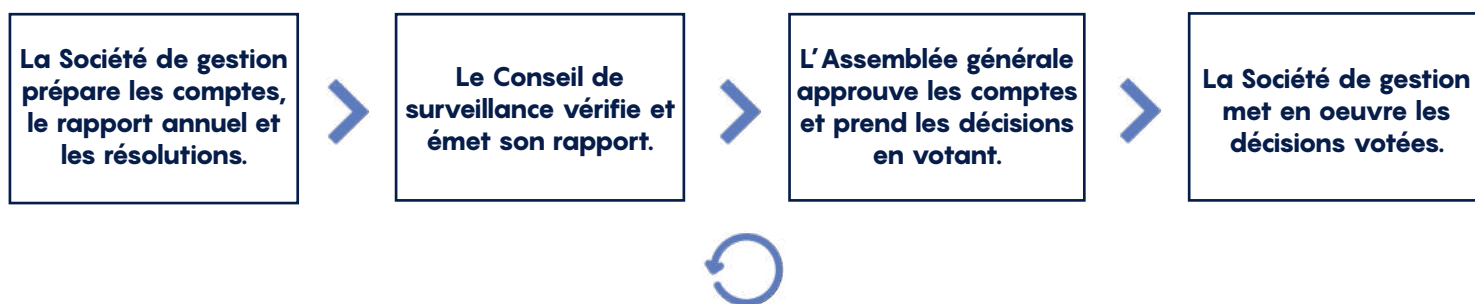 La Société de gestion
prépare les comptes,
le rapport annuel et
les résolutions.
Le Conseil de
surveillance vérifie et
émet son rapport.
L'Assemblée générale
approuve les comptes
et prend les décisions
en votant.
La Société de gestion
met en oeuvre les
décisions votées.